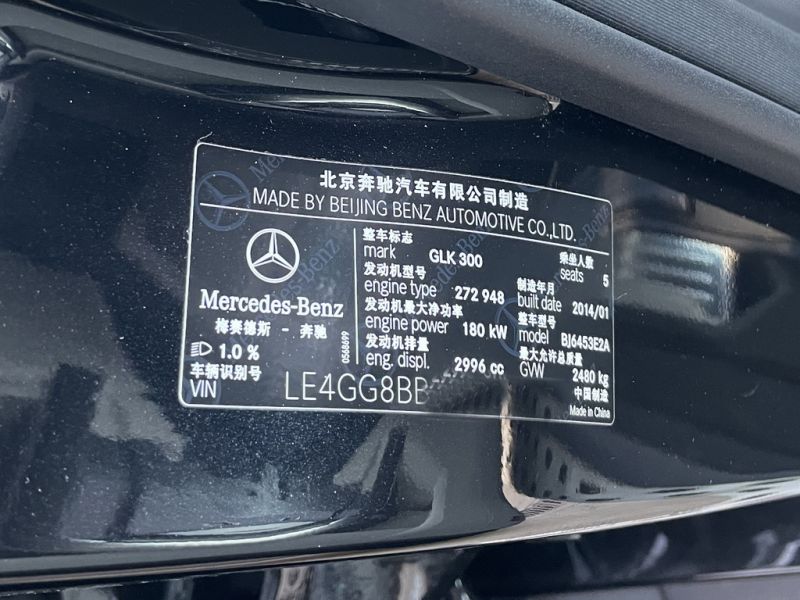 北京奔驰汽车有限公司制造
MADE BY BEIJING BENZ AUTOMOTIVE CO.,LTD.
Mercedes-Benz
梅赛德斯 - 奔驰
1.0 %
0568699
整车标志
mark GLK 300
发动机型号
engine type 272 948
发动机最大净功率
engine power 180 kW
发动机排量
eng. displ. 2996 cc
乘坐人数
seats 5
制造年月
built date 2014/01
整车型号
model BJ6453E2A
最大允许总质量
GVW 2480 kg
中国制造
Made in China
车辆识别号
VIN LE4GG8BB